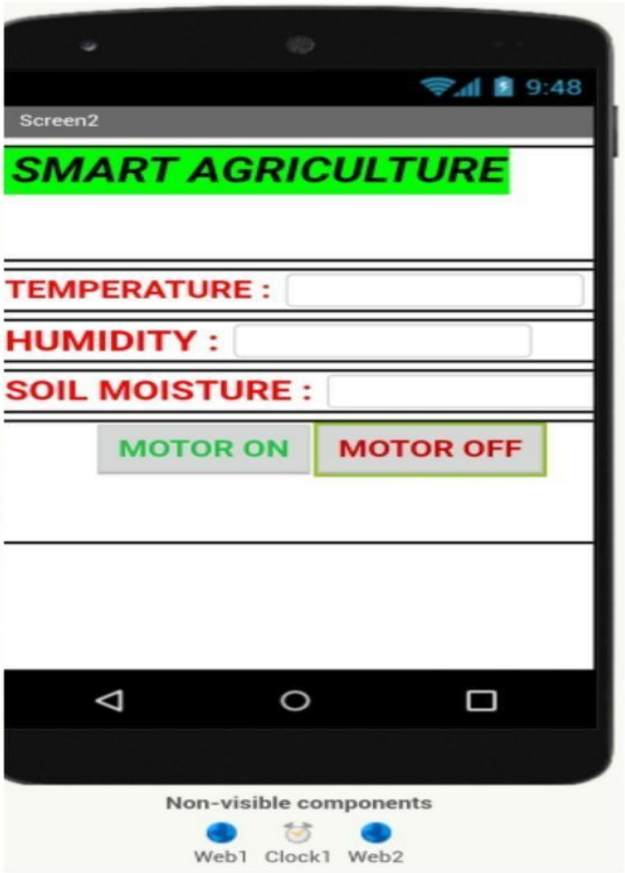 9:48
Screen2
SMART AGRICULTURE
TEMPERATURE :
HUMIDITY :
SOIL MOISTURE :
MOTOR ON MOTOR OFF
Non-visible components
Web1 Clock1 Web2